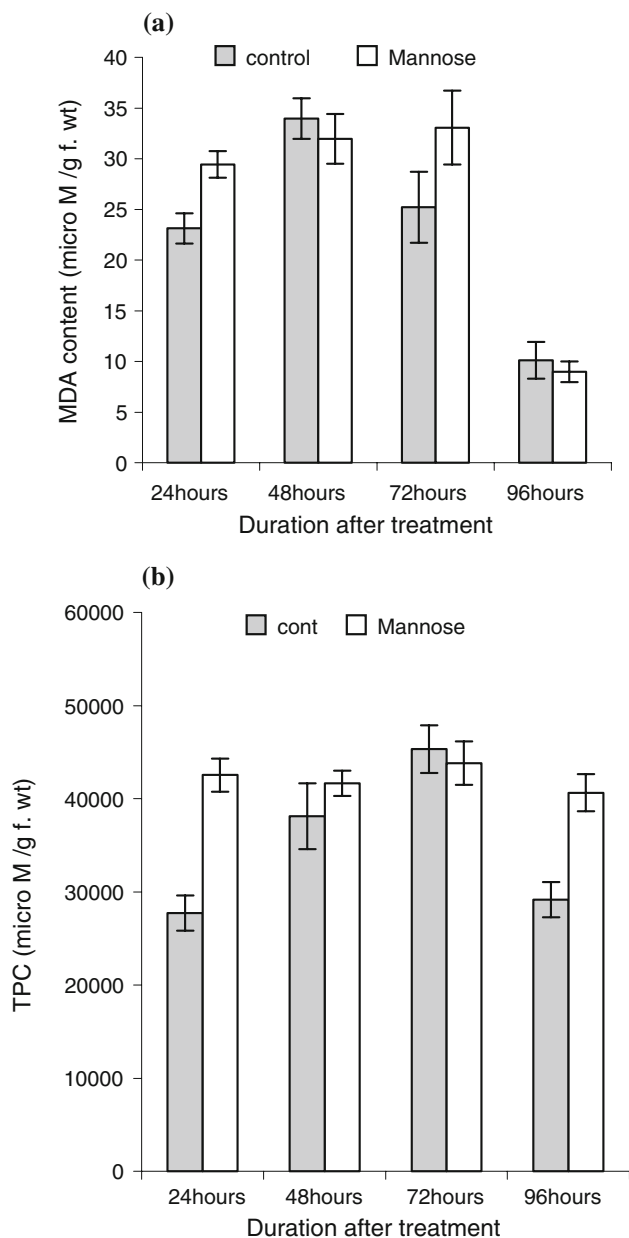 (a)
control Mannose
40
35
30
25
20
15
10
5
0
MDA content (micro M /g f. wt)
24hours 48hours 72hours 96hours
Duration after treatment
(b)
cont Mannose
60000
50000
40000
30000
20000
10000
0
TPC (micro M /g f. wt)
24hours 48hours 72hours 96hours
Duration after treatment